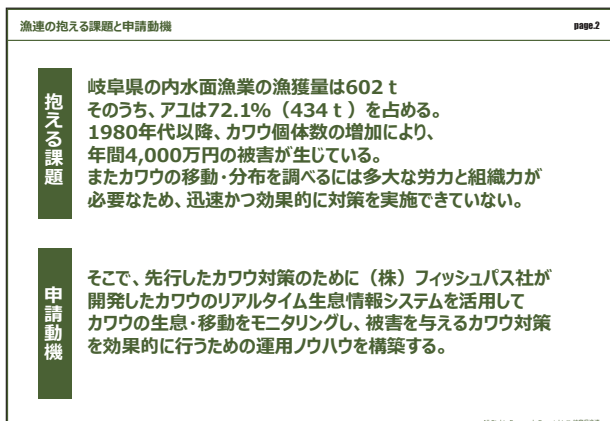 漁連の抱える課題と申請動機
page.2
抱える課題
岐阜県の内水面漁業の漁獲量は602ｔ
そのうち、アユは72.1%（434ｔ）を占める。
1980年代以降、カワウ個体数の増加により、
年間4,000万円の被害が生じている。
またカワウの移動・分布を調べるには多大な労力と組織力が
必要なため、迅速かつ効果的に対策を実施できていない。
申請動機
そこで、先行したカワウ対策のために（株）フィッシュパス社が
開発したカワウのリアルタイム生息情報システムを活用して
カワウの生息・移動をモニタリングし、被害を与えるカワウ対策
を効果的に行うための運用ノウハウを構築する。